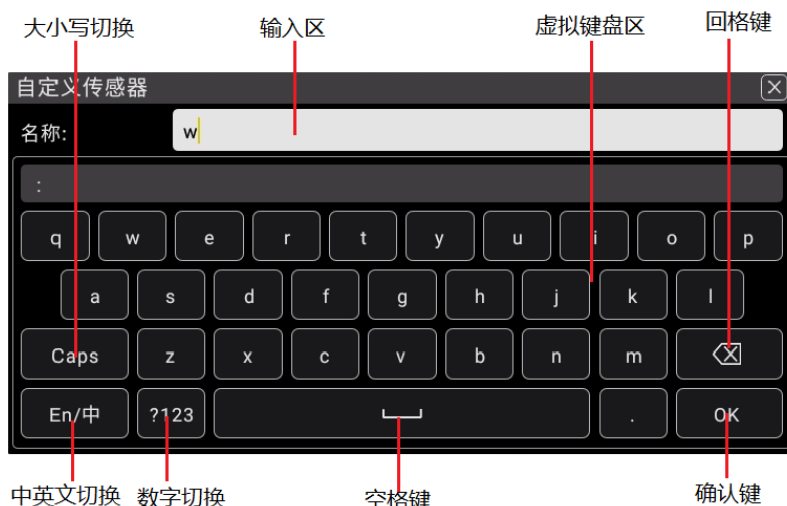 大小写切换 输入区 虚拟键盘区 回格键
自定义传感器
名称: w
:
q w e r t y u i o p
a s d f g h j k l
Caps z x c v b n m
En/中 ?123 . OK
中英文切换 数字切换 空格键 确认键